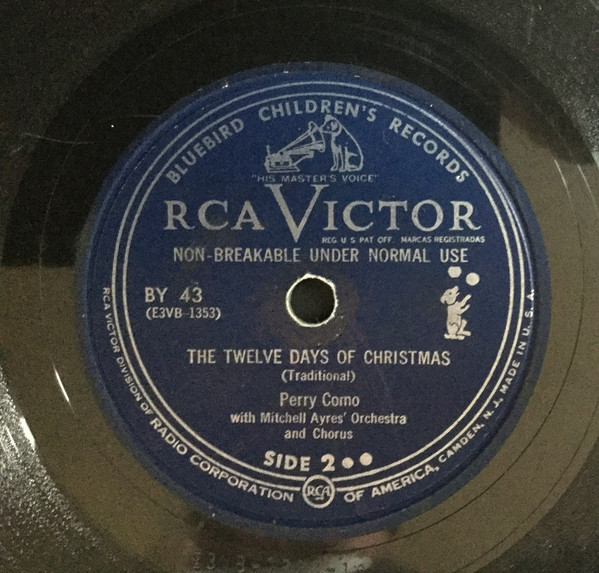 BLUEBIRD CHILDREN'S RECORDS
"HIS MASTER'S VOICE"
RCA VICTOR
REG. U S PAT OFF. MARCAS REGISTRADAS
NON-BREAKABLE UNDER NORMAL USE
BY 43
(E3VB-1353)
THE TWELVE DAYS OF CHRISTMAS
(Traditional)
Perry Como
with Mitchell Ayres' Orchestra
and Chorus
SIDE 2
RCA VICTOR DIVISION OF RADIO CORPORATION OF AMERICA, CAMDEN, N. J., MADE IN U. S. A.
RCA